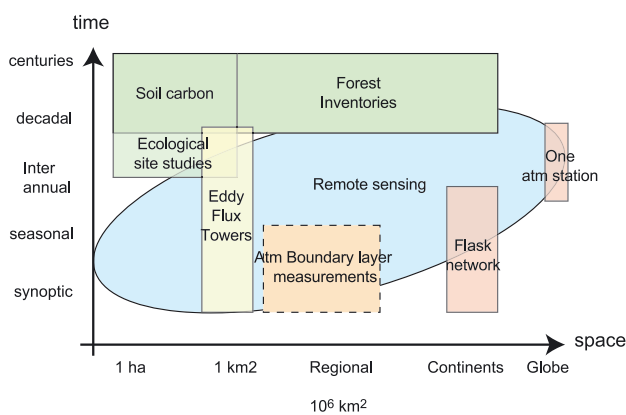 time
centuries
decadal
Inter
annual
seasonal
synoptic
Soil carbon
Forest
Inventories
Ecological
site studies
Eddy
Flux
Towers
Remote sensing
One
atm station
Atm Boundary layer
measurements
Flask
network
space
1 ha
1 km2
Regional
Continents
Globe
10⁶ km²